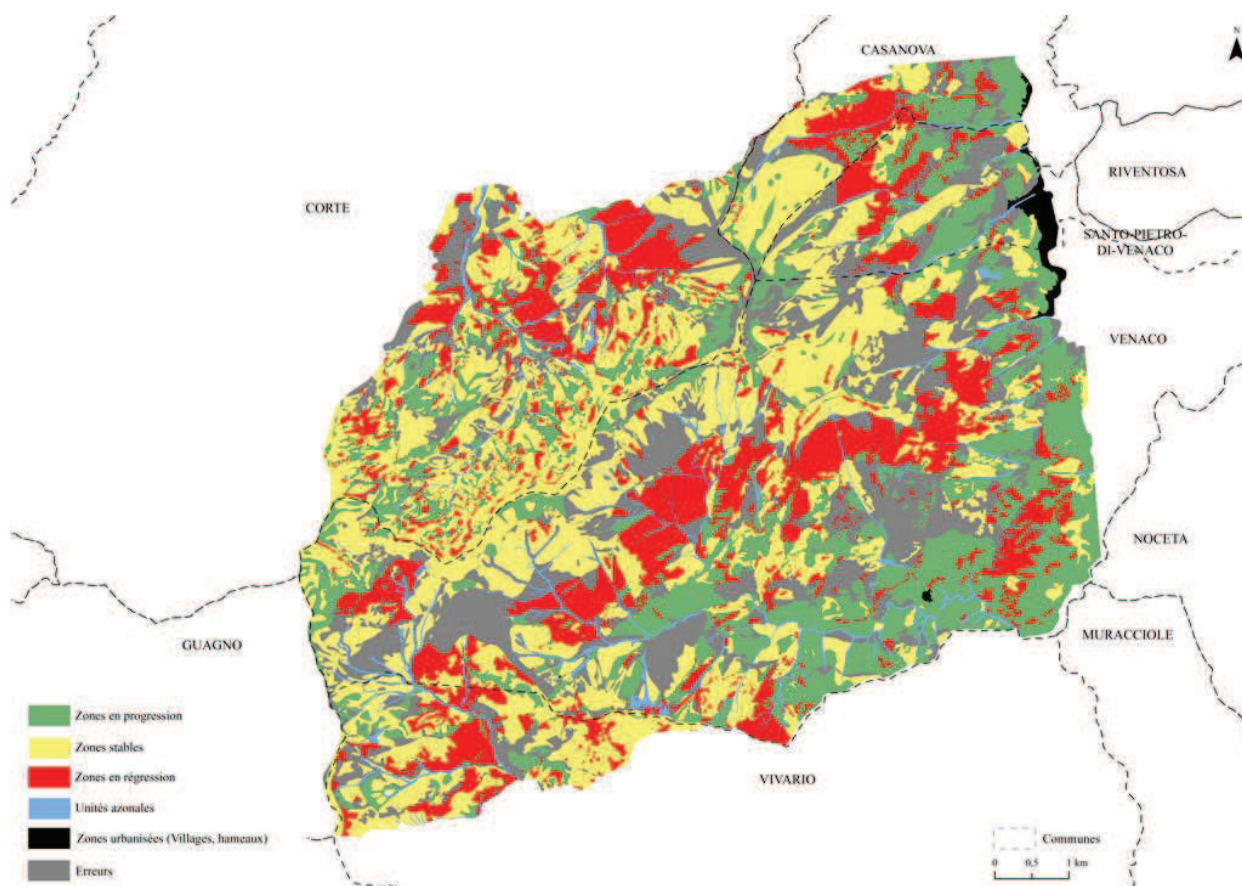 CASANOVA
N
RIVENTOSA
CORTE
SANTO-PIETRO-
DI-VENACO
VENACO
NOCETA
MURACCIOLE
GUAGNO
VIVARIO
Zones en progression
Zones stables
Zones en régression
Unités azonales
Zones urbanisées (Villages, hameaux)
Erreurs
Communes
0 0,5 1 km